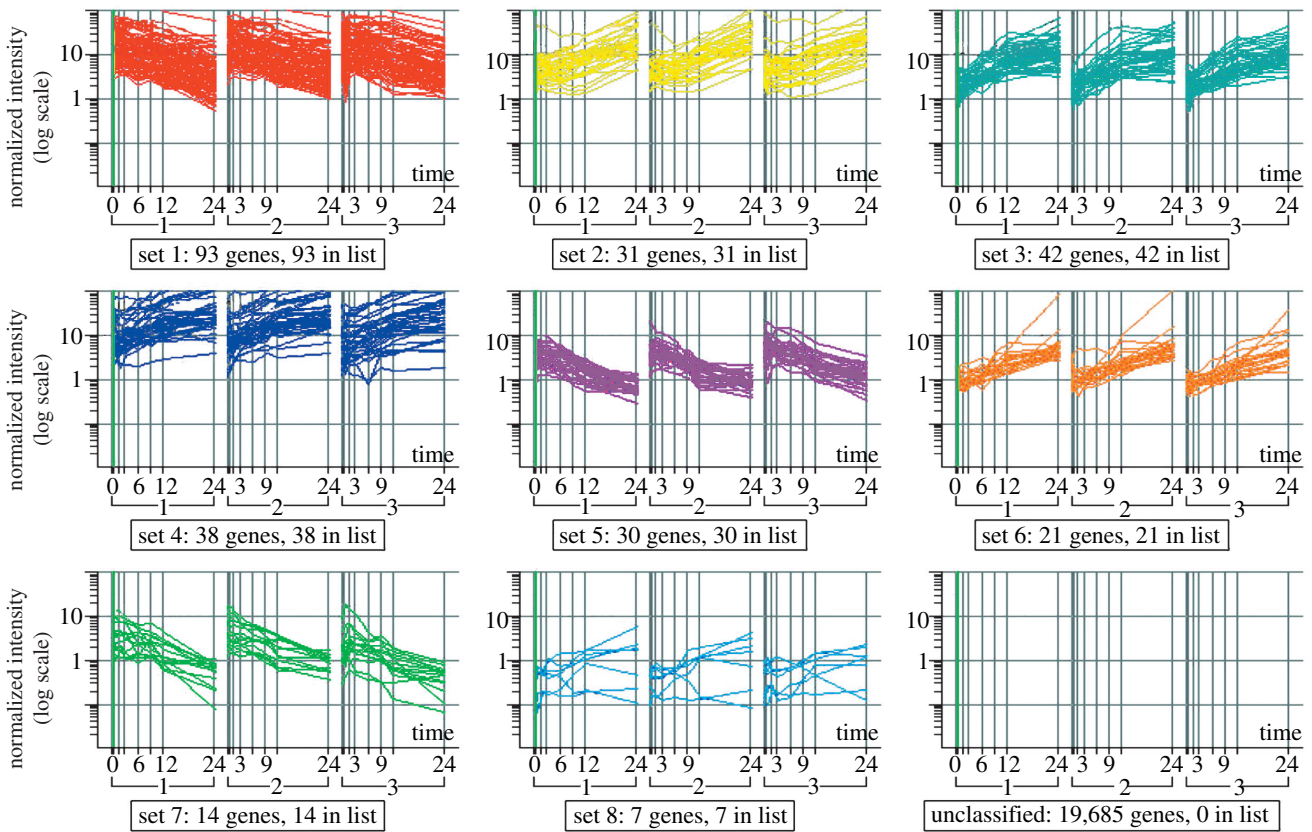 normalized intensity
(log scale)
10
1
time
0 6 12 24 3 9 24 3 24
1 2 3
set 1: 93 genes, 93 in list
10
1
time
0 6 12 24 3 9 24 3 24
1 2 3
set 2: 31 genes, 31 in list
10
1
time
0 6 12 24 3 9 24 3 24
1 2 3
set 3: 42 genes, 42 in list
normalized intensity
(log scale)
10
1
time
0 6 12 24 3 9 24 3 24
1 2 3
set 4: 38 genes, 38 in list
10
1
time
0 6 12 24 3 9 24 3 24
1 2 3
set 5: 30 genes, 30 in list
10
1
time
0 6 12 24 3 9 24 3 24
1 2 3
set 6: 21 genes, 21 in list
normalized intensity
(log scale)
10
1
time
0 6 12 24 3 9 24 3 24
1 2 3
set 7: 14 genes, 14 in list
10
1
time
0 6 12 24 3 9 24 3 24
1 2 3
set 8: 7 genes, 7 in list
10
1
time
0 6 12 24 3 9 24 3 24
1 2 3
unclassified: 19,685 genes, 0 in list